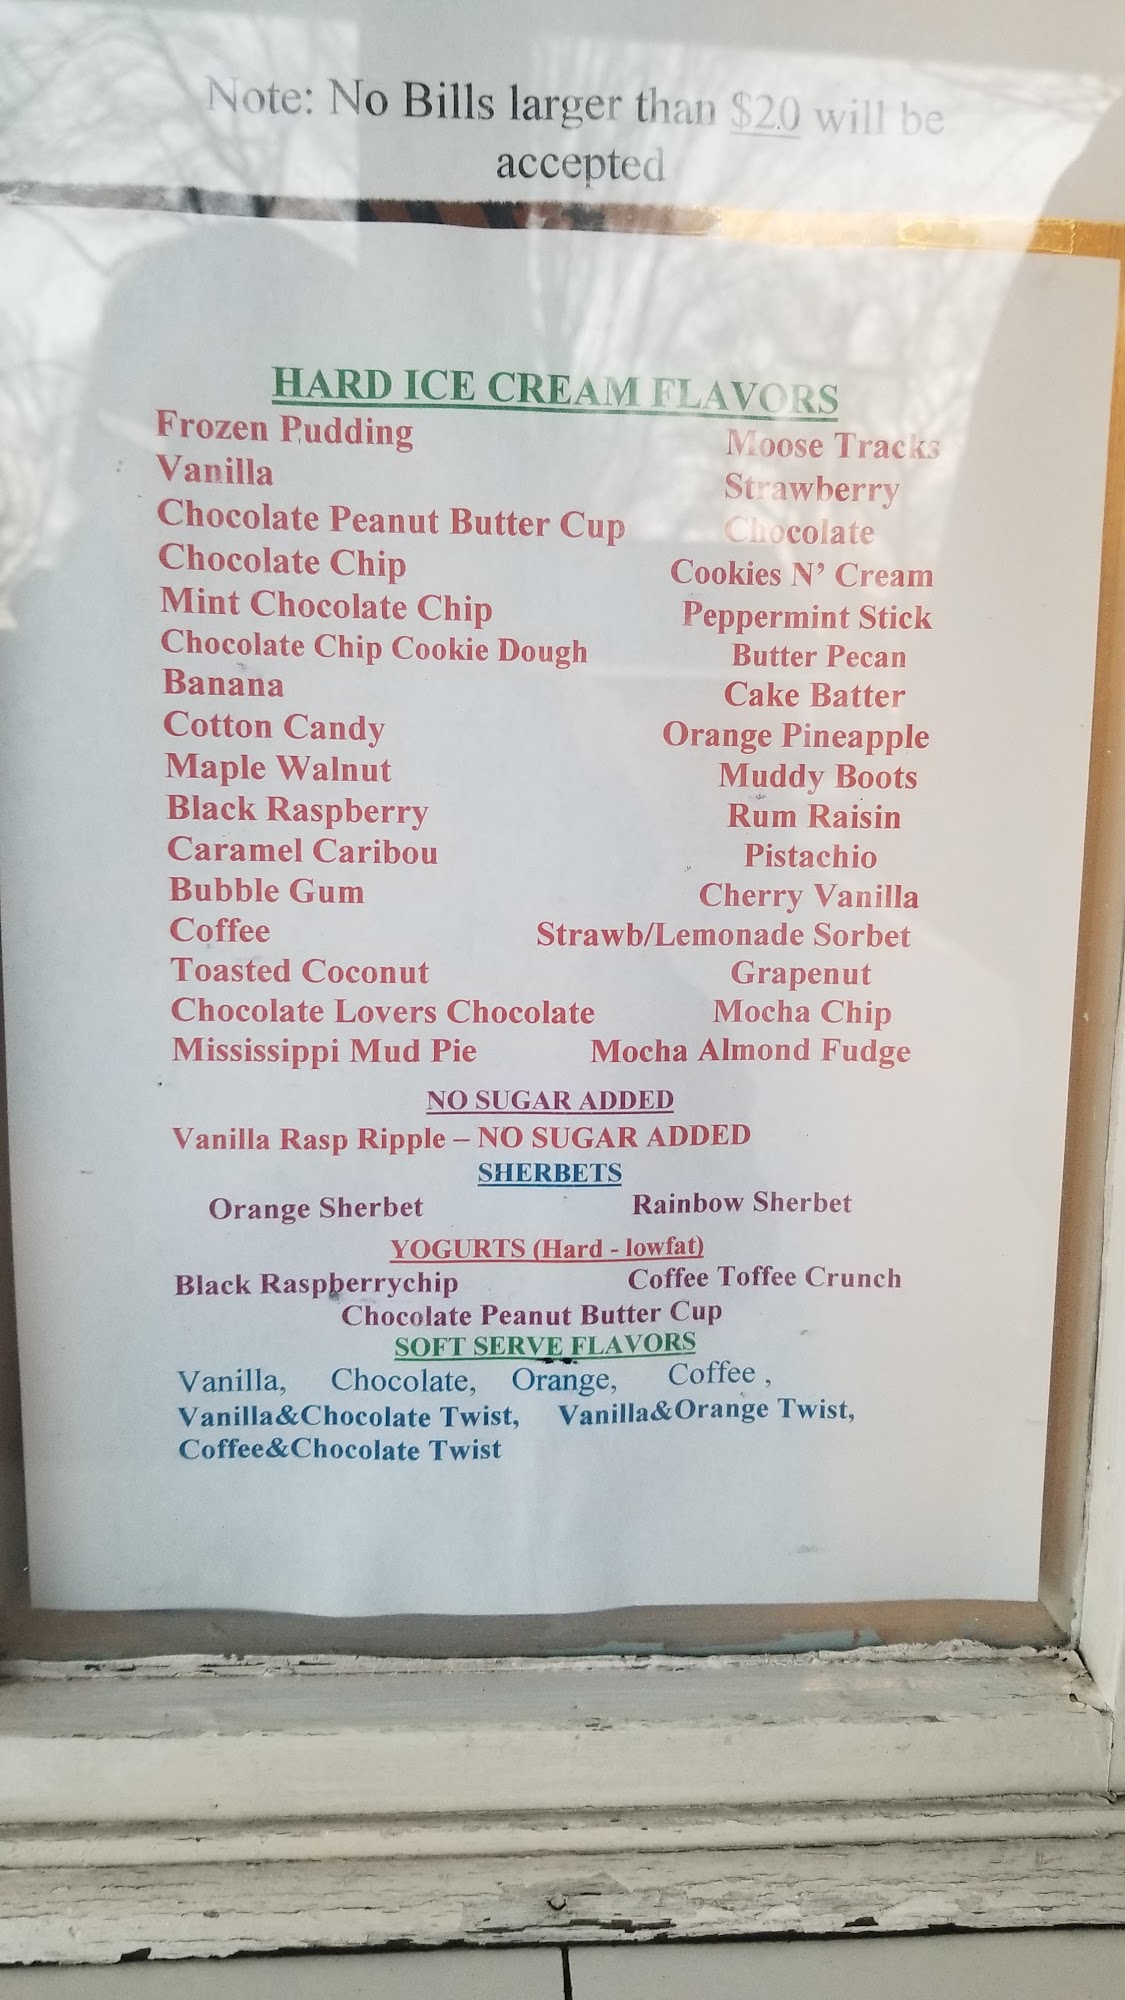 Note: No Bills larger than $20 will be
accepted
HARD ICE CREAM FLAVORS
Frozen Pudding Moose Tracks
Vanilla Strawberry
Chocolate Peanut Butter Cup Chocolate
Chocolate Chip Cookies N’ Cream
Mint Chocolate Chip Peppermint Stick
Chocolate Chip Cookie Dough Butter Pecan
Banana Cake Batter
Cotton Candy Orange Pineapple
Maple Walnut Muddy Boots
Black Raspberry Rum Raisin
Caramel Caribou Pistachio
Bubble Gum Cherry Vanilla
Coffee Strawb/Lemonade Sorbet
Toasted Coconut Grapenut
Chocolate Lovers Chocolate Mocha Chip
Mississippi Mud Pie Mocha Almond Fudge
NO SUGAR ADDED
Vanilla Rasp Ripple – NO SUGAR ADDED
SHERBETS
Orange Sherbet Rainbow Sherbet
YOGURTS (Hard - lowfat)
Black Raspberrychip Coffee Toffee Crunch
Chocolate Peanut Butter Cup
SOFT SERVE FLAVORS
Vanilla, Chocolate, Orange, Coffee ,
Vanilla&Chocolate Twist, Vanilla&Orange Twist,
Coffee&Chocolate Twist